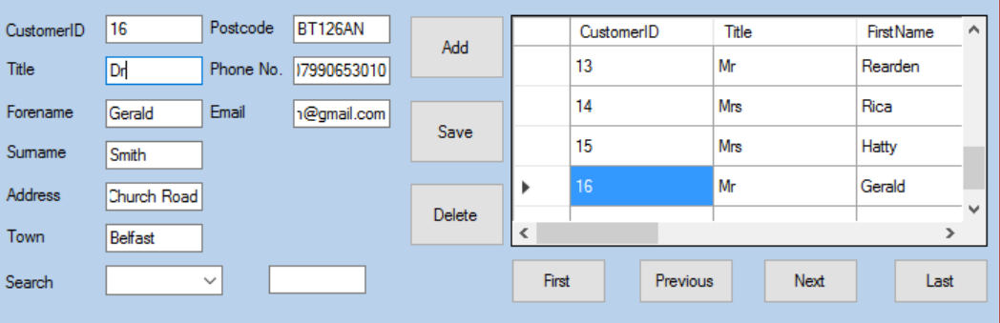 CustomerID 16 Postcode BT126AN
Title Dr Phone No. 07990653010
Forename Gerald Email @gmail.com
Surname Smith
Address Church Road
Town Belfast
Search
Add
Save
Delete
CustomerID Title FirstName
13 Mr Rearden
14 Mrs Rica
15 Mrs Hatty
16 Mr Gerald
First Previous Next Last